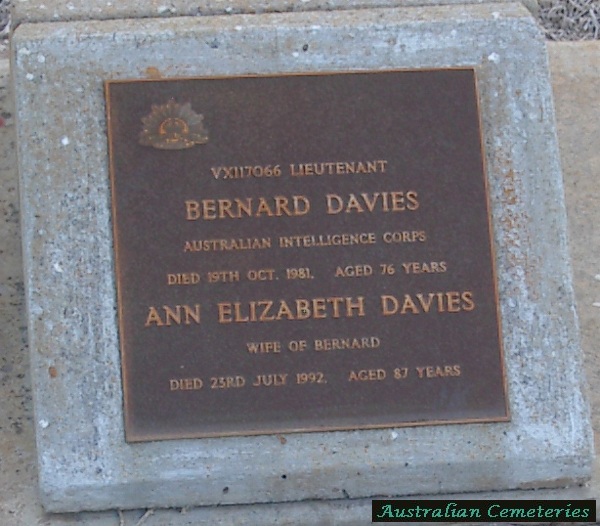 VX117066 LIEUTENANT
BERNARD DAVIES
AUSTRALIAN INTELLIGENCE CORPS
DIED 19TH OCT. 1981. AGED 76 YEARS
ANN ELIZABETH DAVIES
WIFE OF BERNARD
DIED 23RD JULY 1992. AGED 87 YEARS
Australian Cemeteries